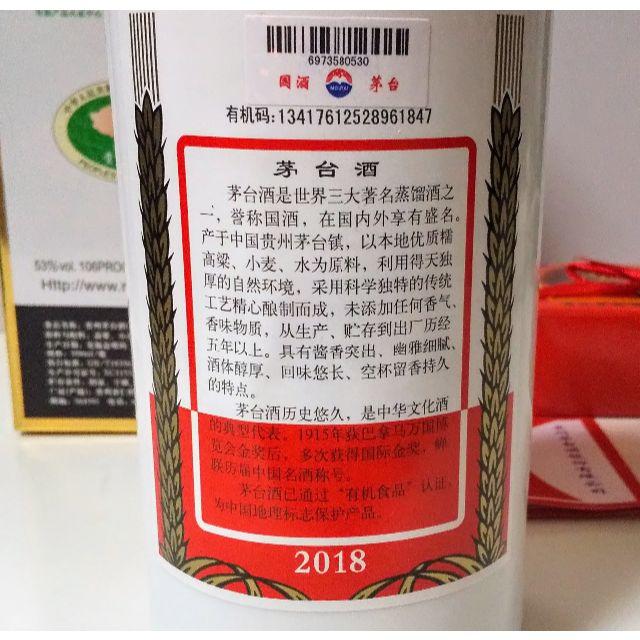 6973580530
国酒 MOUTAI 茅台
有机码:13417612528961847
茅台酒
茅台酒是世界三大著名蒸馏酒之
一，誉称国酒，在国内外享有盛名。
产于中国贵州茅台镇，以本地优质糯
高粱、小麦、水为原料，利用得天独
厚的自然环境，采用科学独特的传统
工艺精心酿制而成，未添加任何香气、
香味物质，从生产、贮存到出厂历经
五年以上。具有酱香突出、幽雅细腻、
酒体醇厚、回味悠长、空杯留香持久
的特点。
茅台酒历史悠久，是中华文化酒
的典型代表。1915年获巴拿马万国博
览会金奖后，多次获得国际金奖，蝉
联历届中国名酒称号。
茅台酒已通过“有机食品”认证，
为中国地理标志保护产品。
2018
53%vol. 106PRO
Http://www.